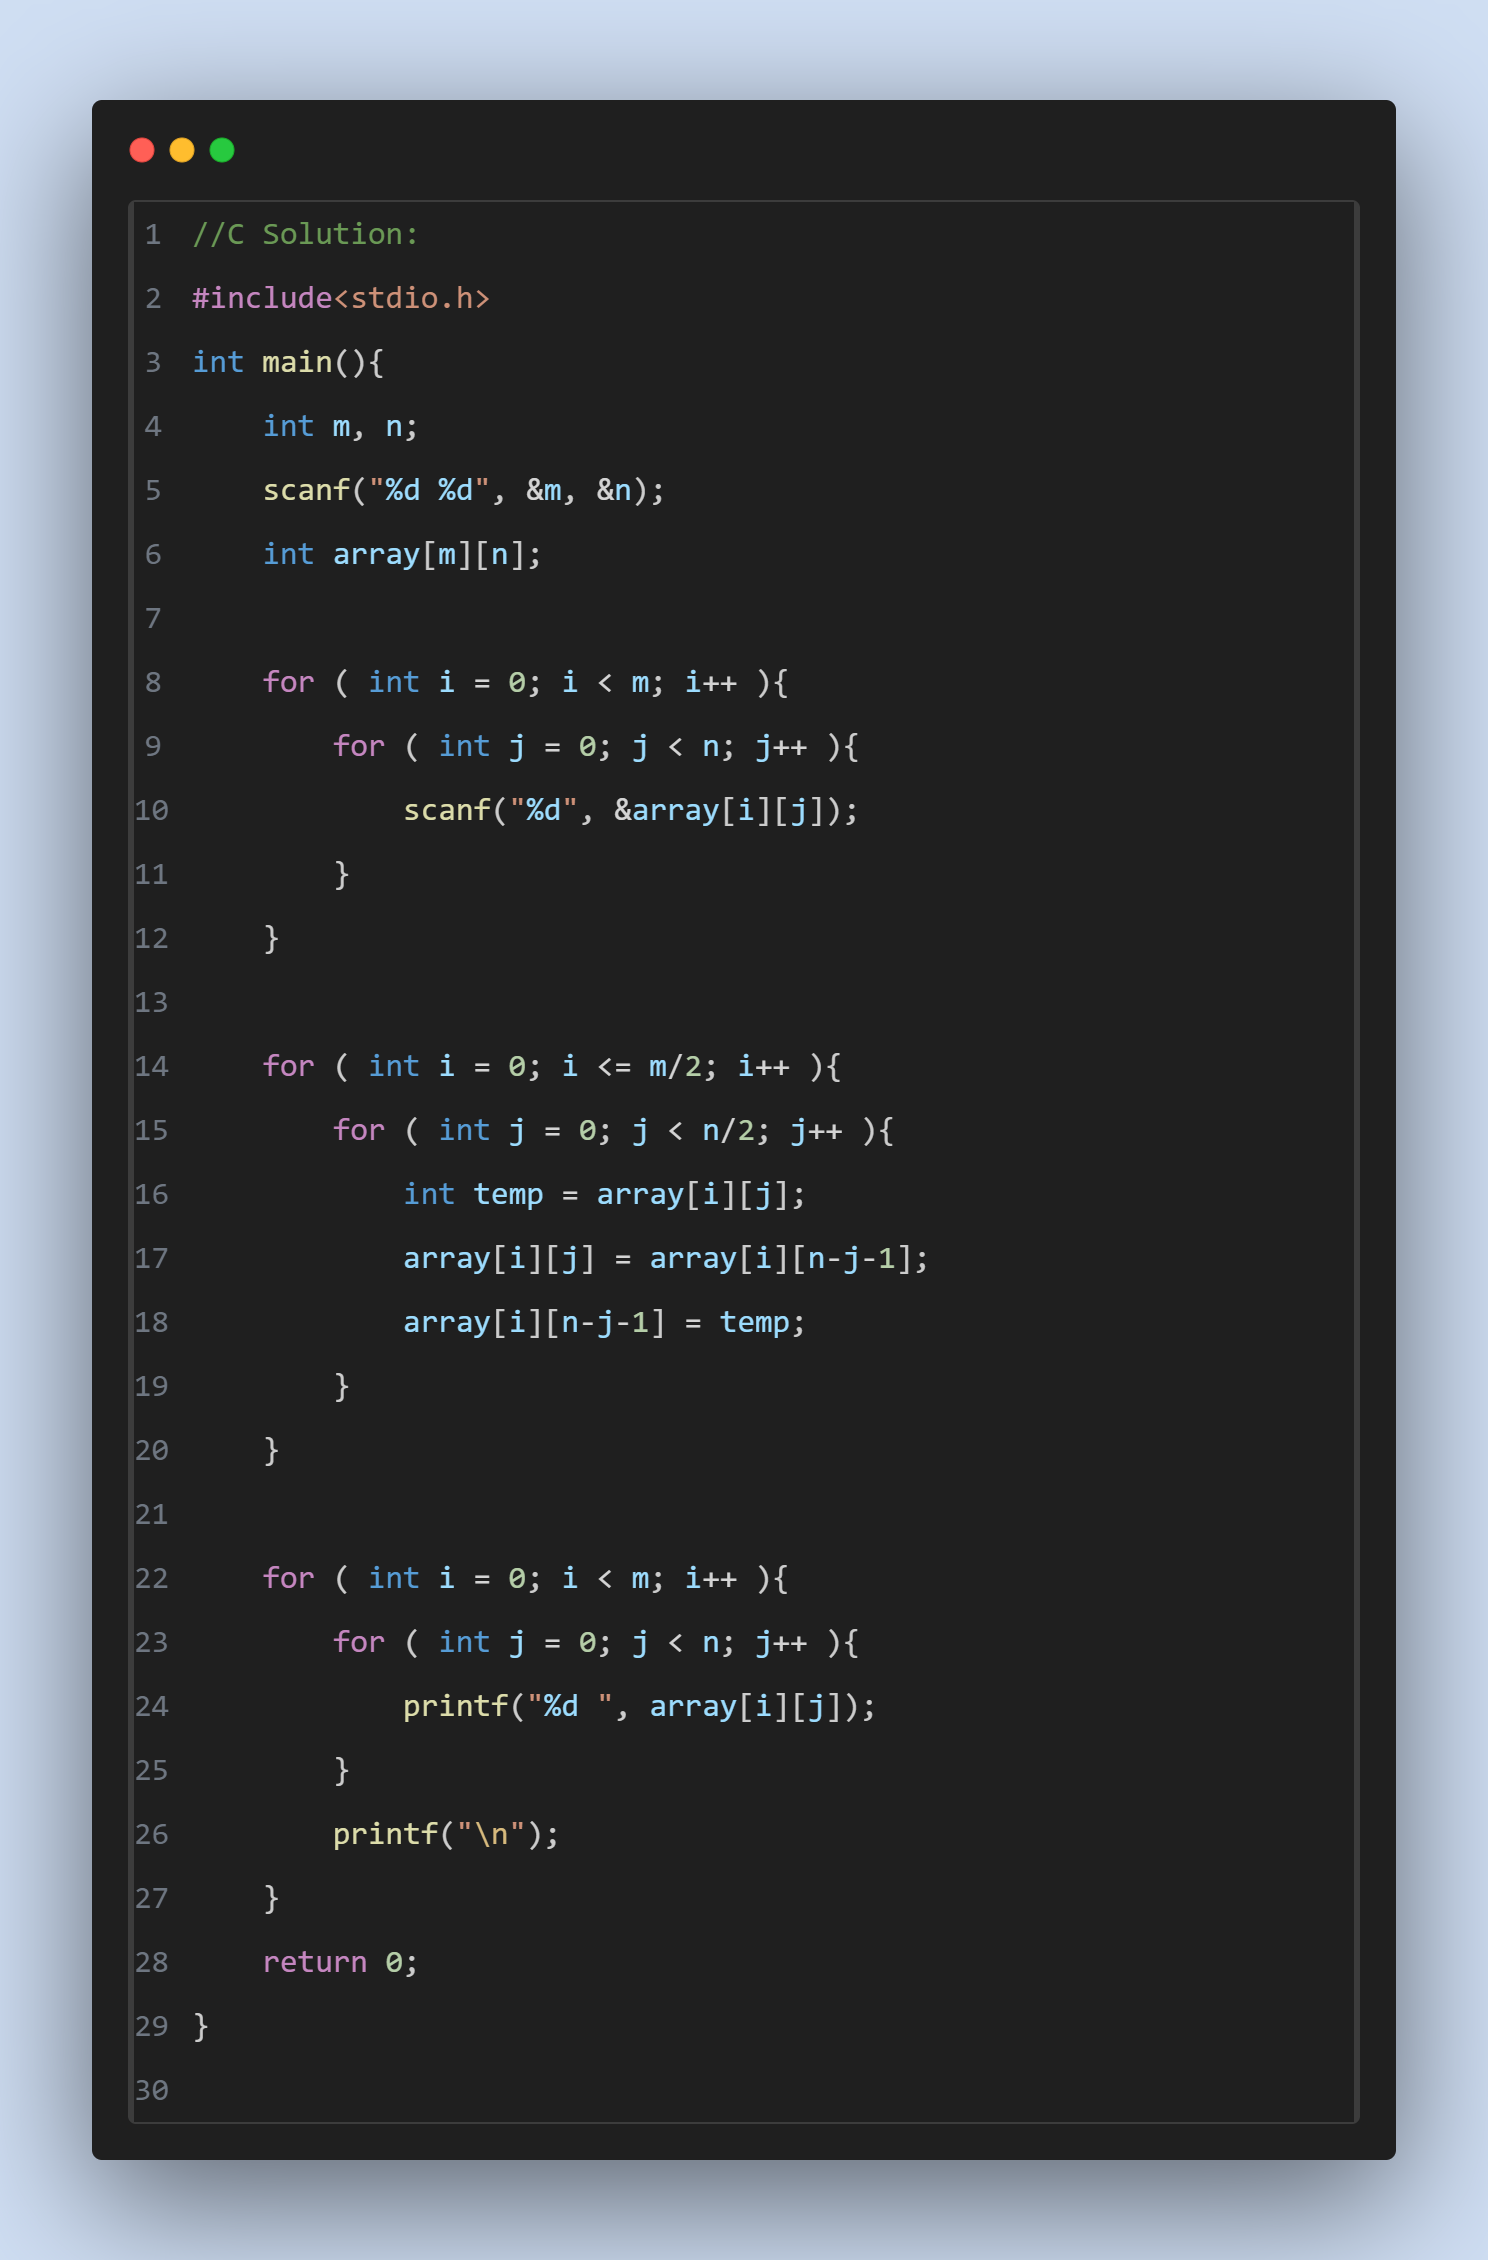 1 //C Solution:
2 #include<stdio.h>
3 int main(){
4     int m, n;
5     scanf("%d %d", &m, &n);
6     int array[m][n];
7
8     for ( int i = 0; i < m; i++ ){
9         for ( int j = 0; j < n; j++ ){
10             scanf("%d", &array[i][j]);
11         }
12     }
13
14     for ( int i = 0; i <= m/2; i++ ){
15         for ( int j = 0; j < n/2; j++ ){
16             int temp = array[i][j];
17             array[i][j] = array[i][n-j-1];
18             array[i][n-j-1] = temp;
19         }
20     }
21
22     for ( int i = 0; i < m; i++ ){
23         for ( int j = 0; j < n; j++ ){
24             printf("%d ", array[i][j]);
25         }
26         printf("\n");
27     }
28     return 0;
29 }
30